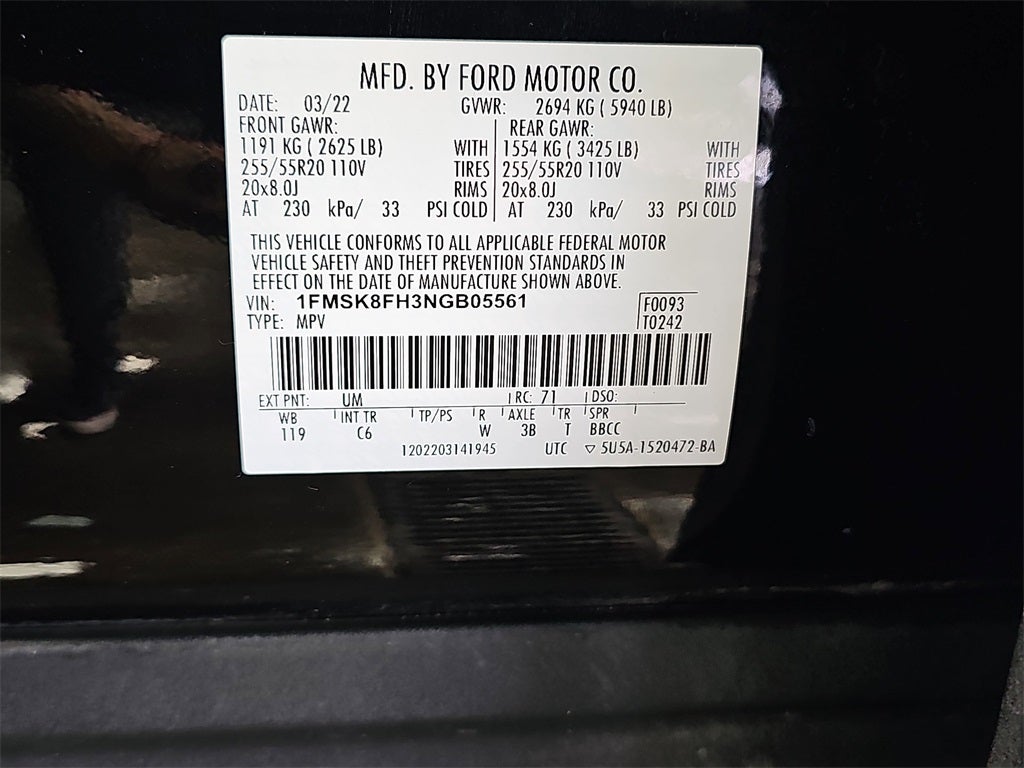 MFD. BY FORD MOTOR CO.
DATE: 03/22 GVWR: 2694 KG ( 5940 LB)
FRONT GAWR: REAR GAWR:
1191 KG ( 2625 LB) WITH 1554 KG ( 3425 LB) WITH
255/55R20 110V TIRES 255/55R20 110V TIRES
20x8.0J RIMS 20x8.0J RIMS
AT 230 kPa/ 33 PSI COLD AT 230 kPa/ 33 PSI COLD
THIS VEHICLE CONFORMS TO ALL APPLICABLE FEDERAL MOTOR
VEHICLE SAFETY AND THEFT PREVENTION STANDARDS IN
EFFECT ON THE DATE OF MANUFACTURE SHOWN ABOVE.
VIN: 1FMSK8FH3NGB05561 F0093
TYPE: MPV T0242
EXT PNT: UM RC: 71 DSO:
WB INT TR TP/PS R AXLE TR SPR
119 C6 W 3B T BBCC
1202203141945 UTC ▽ 5U5A-1520472-BA